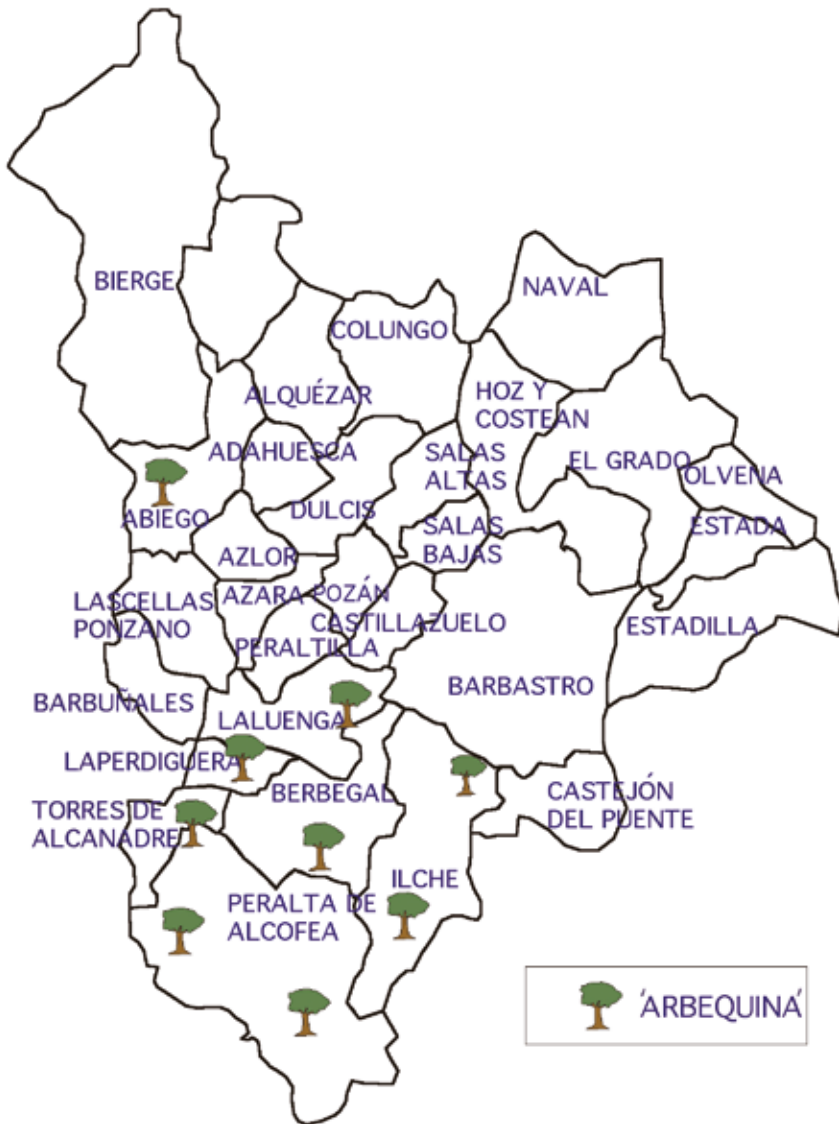 BIERGE
NAVAL
COLUNGO
ALQUÉZAR
HOZ Y
COSTEAN
ADAHUESCA
SALAS
ALTAS
EL GRADO
OLVENA
ABIEGO
DULCIS
SALAS
BAJAS
ESTADA
AZLOR
LASCELLAS
PONZANO
AZARA
POZÁN
CASTILLAZUELO
ESTADILLA
PERALTILLA
BARBUÑALES
LALUENGA
BARBASTRO
LAPERDIGUERA
TORRES DE
ALCANADRE
BERBEGAL
CASTEJÓN
DEL PUENTE
ILCHE
PERALTA DE
ALCOFEA
´ARBEQUINA´